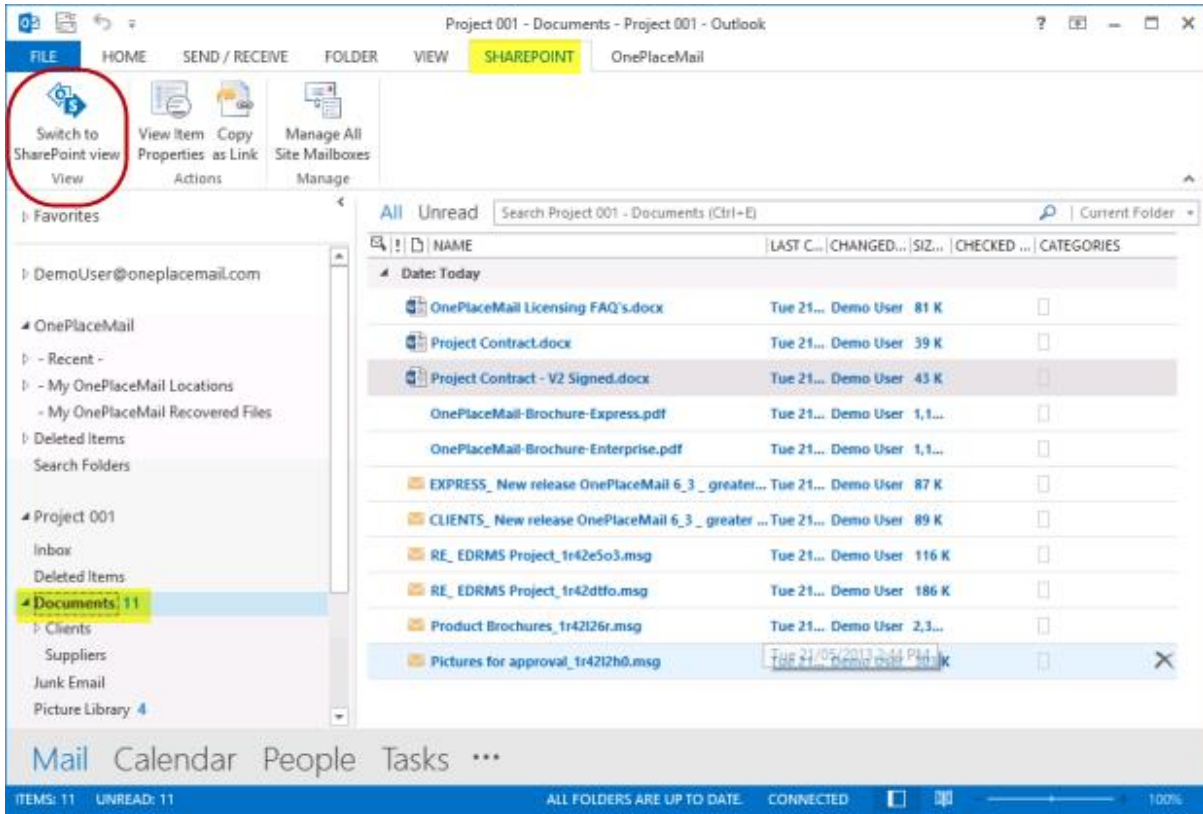 Project 001 - Documents - Project 001 - Outlook
FILE HOME SEND / RECEIVE FOLDER VIEW SHAREPOINT OnePlaceMail
Switch to SharePoint view
View Item Properties
Copy as Link
Manage All Site Mailboxes
View Actions Manage
Favorites
DemoUser@oneplacemail.com
OnePlaceMail
- Recent -
- My OnePlaceMail Locations
- My OnePlaceMail Recovered Files
Deleted Items
Search Folders
Project 001
Inbox
Deleted Items
Documents 11
Clients
Suppliers
Junk Email
Picture Library 4
All Unread Search Project 001 - Documents (Ctrl+E) Current Folder
! NAME LAST C... CHANGED... SIZ... CHECKED ... CATEGORIES
Date: Today
OnePlaceMail Licensing FAQ's.docx Tue 21... Demo User 81 K
Project Contract.docx Tue 21... Demo User 39 K
Project Contract - V2 Signed.docx Tue 21... Demo User 43 K
OnePlaceMail-Brochure-Express.pdf Tue 21... Demo User 1,1...
OnePlaceMail-Brochure-Enterprise.pdf Tue 21... Demo User 1,1...
EXPRESS_ New release OnePlaceMail 6_3 _ greater... Tue 21... Demo User 87 K
CLIENTS_ New release OnePlaceMail 6_3 _ greater ... Tue 21... Demo User 89 K
RE_ EDRMS Project_1r42e5o3.msg Tue 21... Demo User 116 K
RE_ EDRMS Project_1r42dtfo.msg Tue 21... Demo User 186 K
Product Brochures_1r42l26r.msg Tue 21... Demo User 2,3...
Pictures for approval_1r42l2h0.msg Tue 21/05/2013 2:44 PM K
Mail Calendar People Tasks ...
ITEMS: 11 UNREAD: 11 ALL FOLDERS ARE UP TO DATE. CONNECTED 100%